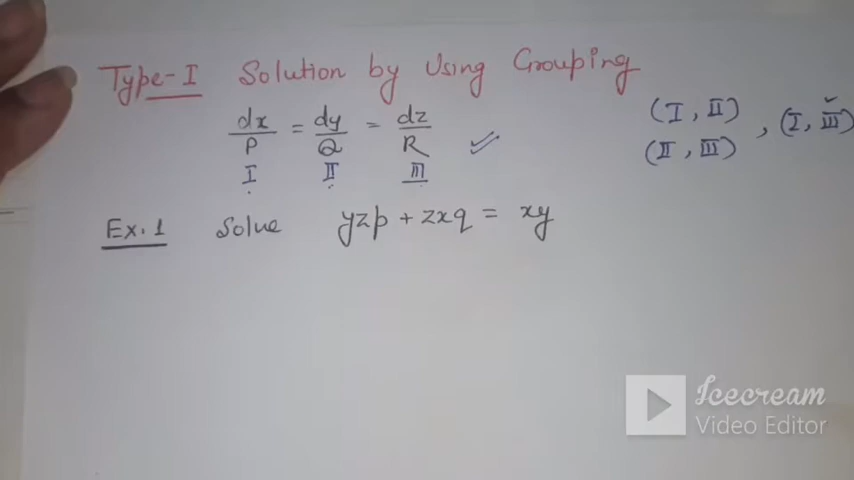 Type-I Solution by Using Grouping
dx/P = dy/Q = dz/R
I II III
(I, II), (I, III)
(II, III)
Ex. 1 Solve yzp + zxq = xy
Icecream
Video Editor